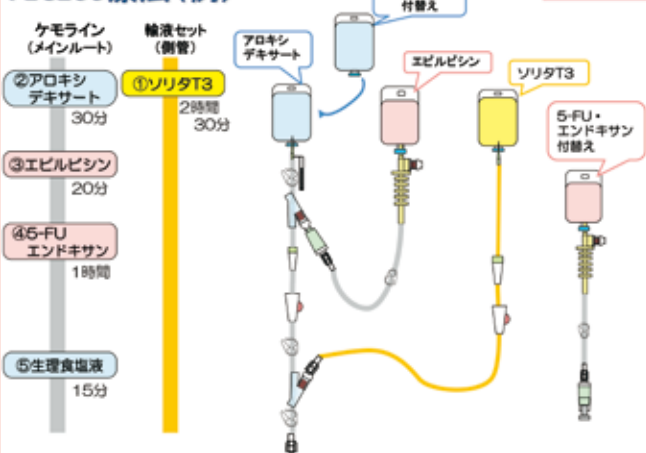 療法（例）
付替え
ケモライン
（メインルート）
輸液セット
（側管）
②アロキシ
デキサート
30分
③エピルビシン
20分
④5-FU
エンドキサン
1時間
⑤生理食塩液
15分
①ソリタT3
2時間
30分
アロキシ
デキサート
エピルビシン
ソリタT3
5-FU・
エンドキサン
付替え